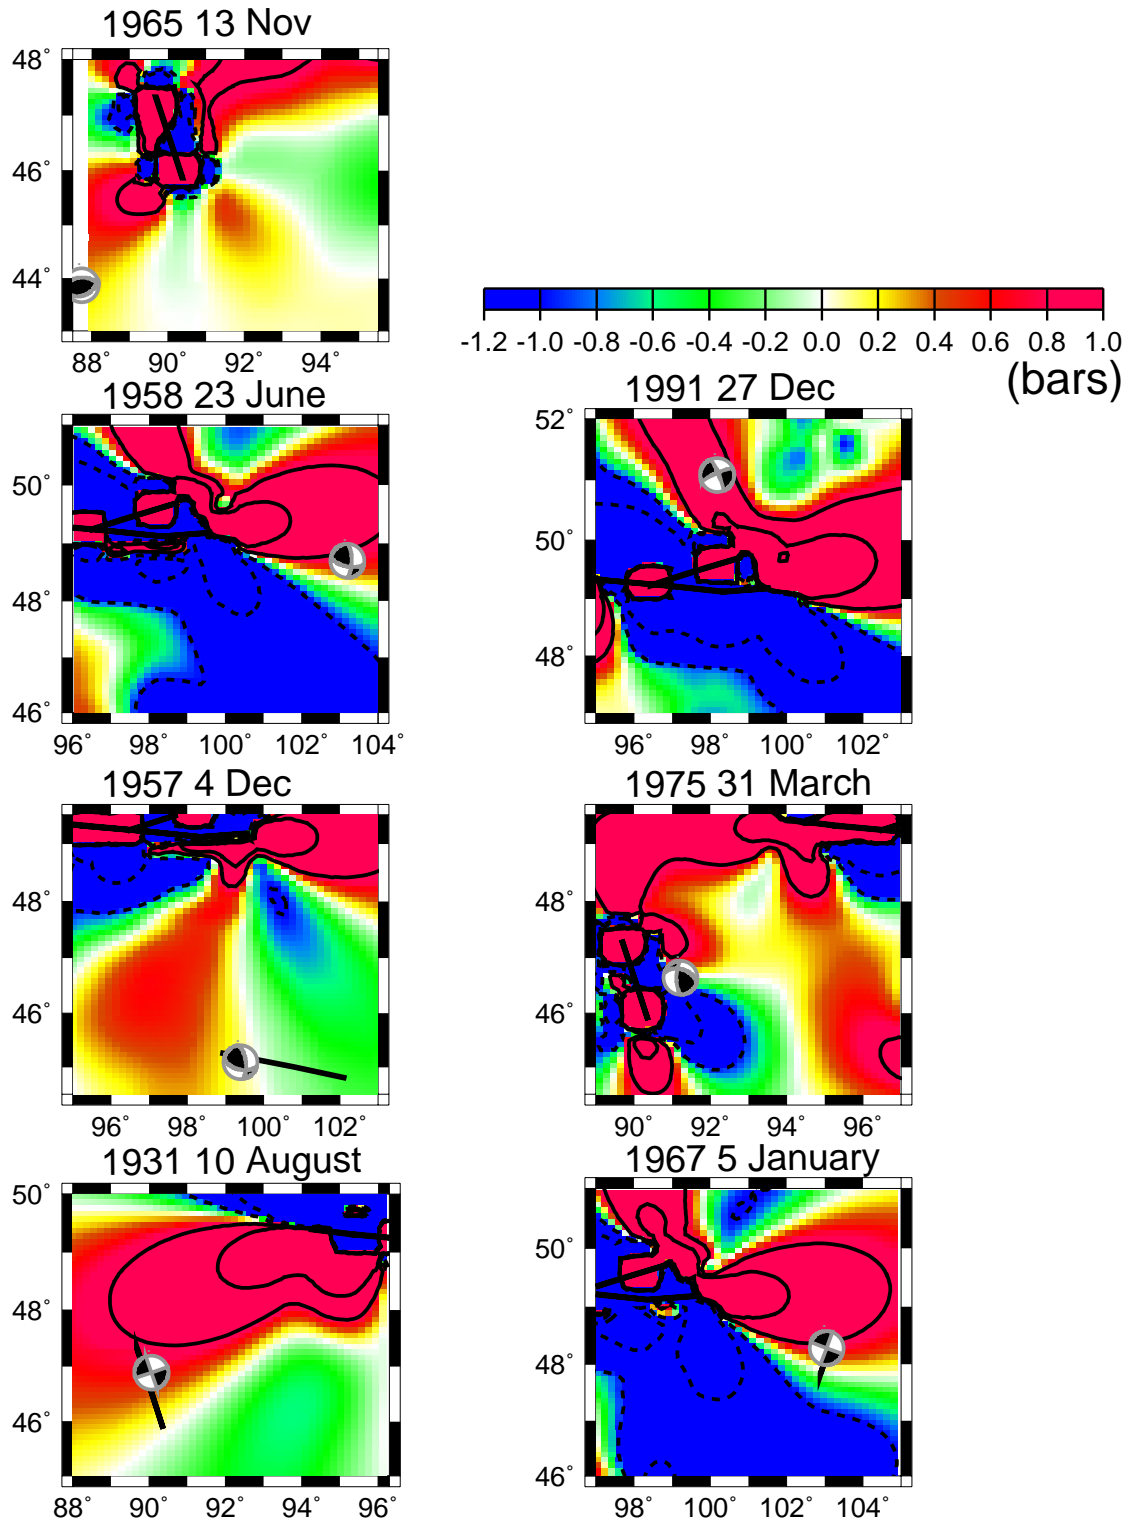 1965 13 Nov
48°
46°
44°
88° 90° 92° 94°
-1.2 -1.0 -0.8 -0.6 -0.4 -0.2 0.0 0.2 0.4 0.6 0.8 1.0
(bars)
1958 23 June
50°
48°
46°
96° 98° 100° 102° 104°
1991 27 Dec
52°
50°
48°
96° 98° 100° 102°
1957 4 Dec
48°
46°
96° 98° 100° 102°
1975 31 March
48°
46°
90° 92° 94° 96°
1931 10 August
50°
48°
46°
88° 90° 92° 94° 96°
1967 5 January
50°
48°
46°
98° 100° 102° 104°